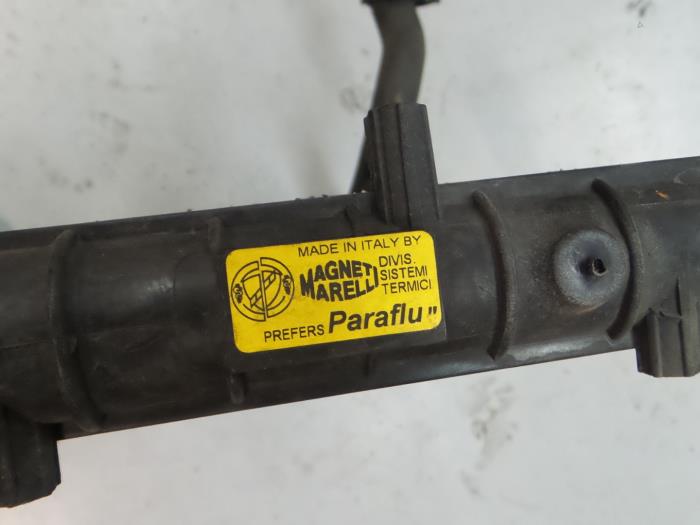 MADE IN ITALY BY
MAGNETI
MARELLI
DIVIS.
SISTEMI
TERMICI
PREFERS Paraflu"